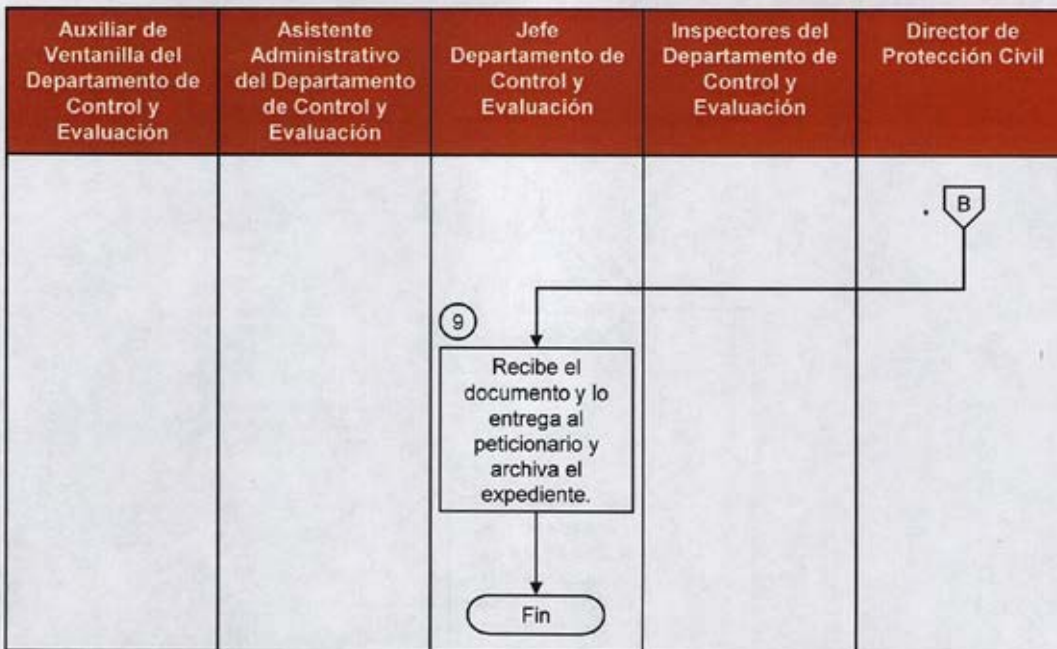 Auxiliar de
Ventanilla del
Departamento de
Control y
Evaluación
Asistente
Administrativo
del Departamento
de Control y
Evaluación
Jefe
Departamento de
Control y
Evaluación
Inspectores del
Departamento de
Control y
Evaluación
Director de
Protección Civil
B
9
Recibe el
documento y lo
entrega al
peticionario y
archiva el
expediente.
Fin